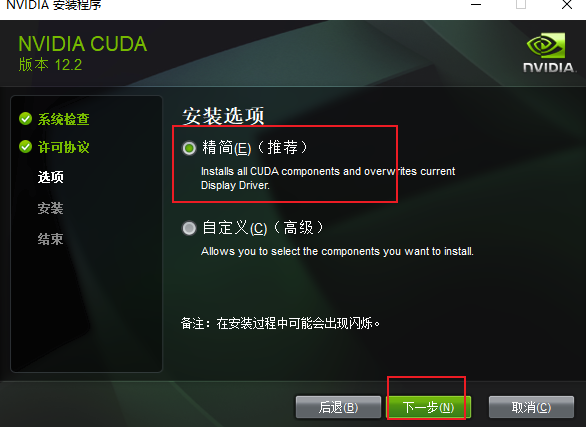 NVIDIA 安装程序
NVIDIA CUDA
版本 12.2
NVIDIA.
系统检查
许可协议
选项
安装
结束
安装选项
精简(E)（推荐）
Installs all CUDA components and overwrites current
Display Driver.
自定义(C)（高级）
Allows you to select the components you want to install.
备注：在安装过程中可能会出现闪烁。
后退(B)
下一步(N)
取消(C)